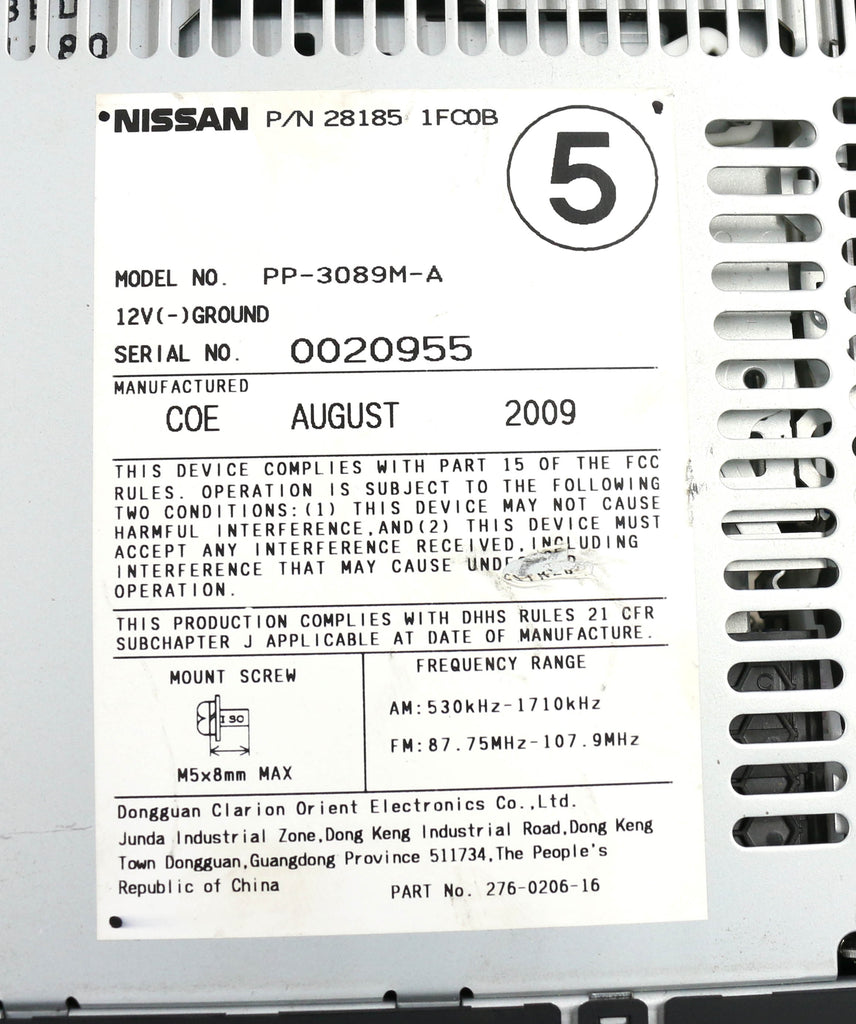 NISSAN P/N 28185 1FC0B
5
MODEL NO. PP-3089M-A
12V(-)GROUND
SERIAL NO. 0020955
MANUFACTURED
COE AUGUST 2009
THIS DEVICE COMPLIES WITH PART 15 OF THE FCC
RULES. OPERATION IS SUBJECT TO THE FOLLOWING
TWO CONDITIONS:(1) THIS DEVICE MAY NOT CAUSE
HARMFUL INTERFERENCE,AND(2) THIS DEVICE MUST
ACCEPT ANY INTERFERENCE RECEIVED,INCLUDING
INTERFERENCE THAT MAY CAUSE
OPERATION.
THIS PRODUCTION COMPLIES WITH DHHS RULES 21 CFR
SUBCHAPTER J APPLICABLE AT DATE OF MANUFACTURE.
MOUNT SCREW
ISO
M5x8mm MAX
FREQUENCY RANGE
AM:530kHz-1710kHz
FM:87.75MHz-107.9MHz
Dongguan Clarion Orient Electronics Co.,Ltd.
Junda Industrial Zone,Dong Keng Industrial Road,Dong Keng
Town Dongguan,Guangdong Province 511734,The People's
Republic of China
PART No. 276-0206-16